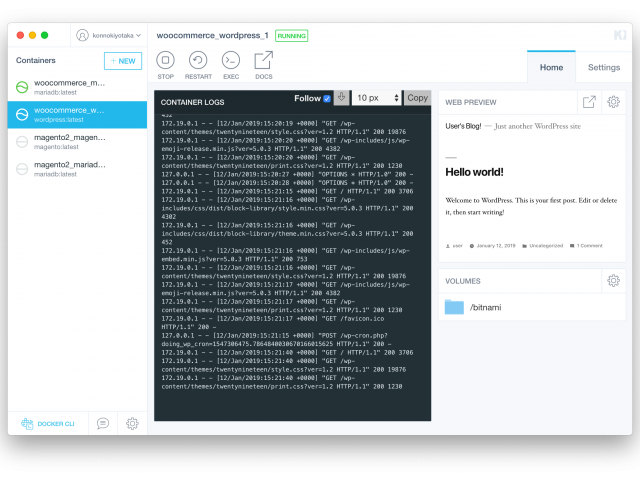 konnokiyotaka
woocommerce_wordpress_1
RUNNING
Containers
+ NEW
STOP
RESTART
EXEC
DOCS
Home
Settings
woocommerce_m...
mariadb:latest
woocommerce_w...
wordpress:latest
magento2_magen...
magento:latest
magento2_mariad...
mariadb:latest
DOCKER CLI
CONTAINER LOGS
Follow
10 px
Copy
432
172.19.0.1 - - [12/Jan/2019:15:20:19 +0000] "GET /wp-
content/themes/twentynineteen/style.css?ver=1.2 HTTP/1.1" 200 19876
172.19.0.1 - - [12/Jan/2019:15:20:20 +0000] "GET /wp-includes/js/wp-
emoji-release.min.js?ver=5.0.3 HTTP/1.1" 200 4382
172.19.0.1 - - [12/Jan/2019:15:20:20 +0000] "GET /wp-
content/themes/twentynineteen/print.css?ver=1.2 HTTP/1.1" 200 1230
127.0.0.1 - - [12/Jan/2019:15:20:27 +0000] "OPTIONS * HTTP/1.0" 200 -
127.0.0.1 - - [12/Jan/2019:15:20:28 +0000] "OPTIONS * HTTP/1.0" 200 -
172.19.0.1 - - [12/Jan/2019:15:21:15 +0000] "GET / HTTP/1.1" 200 3706
172.19.0.1 - - [12/Jan/2019:15:21:16 +0000] "GET /wp-
includes/css/dist/block-library/style.min.css?ver=5.0.3 HTTP/1.1" 200
4302
172.19.0.1 - - [12/Jan/2019:15:21:16 +0000] "GET /wp-
includes/css/dist/block-library/theme.min.css?ver=5.0.3 HTTP/1.1" 200
452
172.19.0.1 - - [12/Jan/2019:15:21:16 +0000] "GET /wp-includes/js/wp-
embed.min.js?ver=5.0.3 HTTP/1.1" 200 753
172.19.0.1 - - [12/Jan/2019:15:21:16 +0000] "GET /wp-
content/themes/twentynineteen/style.css?ver=1.2 HTTP/1.1" 200 19876
172.19.0.1 - - [12/Jan/2019:15:21:17 +0000] "GET /wp-includes/js/wp-
emoji-release.min.js?ver=5.0.3 HTTP/1.1" 200 4382
172.19.0.1 - - [12/Jan/2019:15:21:17 +0000] "GET /wp-
content/themes/twentynineteen/print.css?ver=1.2 HTTP/1.1" 200 1230
172.19.0.1 - - [12/Jan/2019:15:21:17 +0000] "GET /favicon.ico
HTTP/1.1" 200 -
127.0.0.1 - - [12/Jan/2019:15:21:15 +0000] "POST /wp-cron.php?
doing_wp_cron=1547306475.7864840030670166015625 HTTP/1.1" 200 -
172.19.0.1 - - [12/Jan/2019:15:21:40 +0000] "GET / HTTP/1.1" 200 3706
172.19.0.1 - - [12/Jan/2019:15:21:40 +0000] "GET /wp-
content/themes/twentynineteen/style.css?ver=1.2 HTTP/1.1" 200 19876
172.19.0.1 - - [12/Jan/2019:15:21:40 +0000] "GET /wp-
content/themes/twentynineteen/print.css?ver=1.2 HTTP/1.1" 200 1230
WEB PREVIEW
User's Blog! — Just another WordPress site
Hello world!
Welcome to WordPress. This is your first post. Edit or delete
it, then start writing!
user January 12, 2019 Uncategorized 1 Comment
VOLUMES
/bitnami